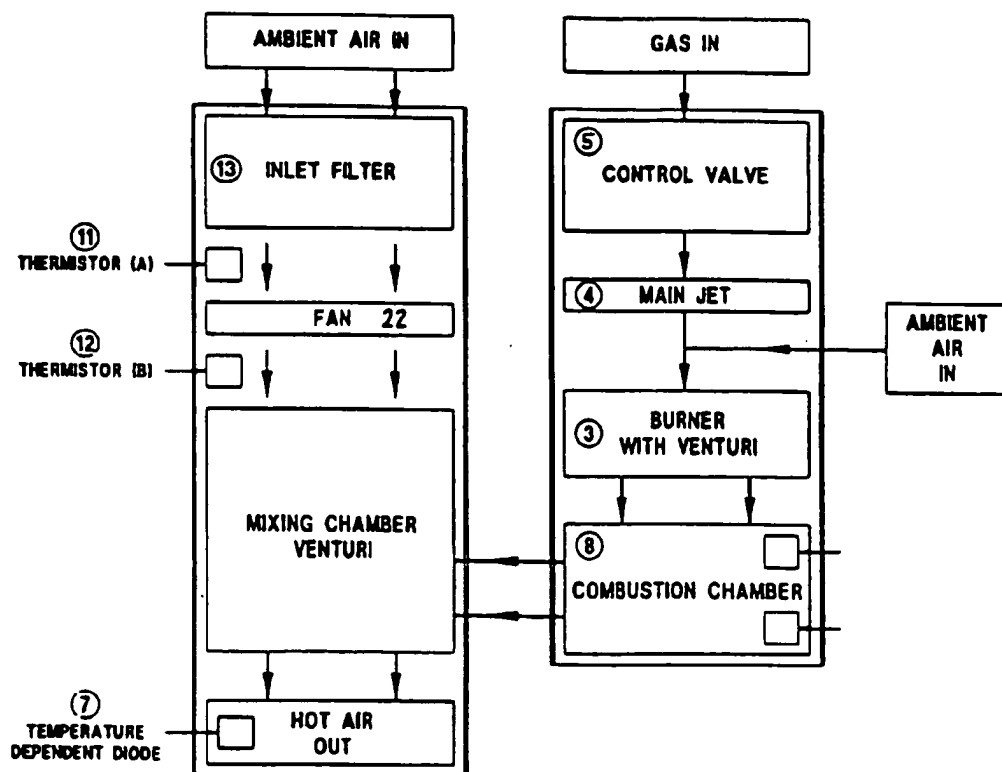 AMBIENT AIR IN
GAS IN
13 INLET FILTER
5
CONTROL VALVE
11
THERMISTOR (A)
4 MAIN JET
FAN 22
AMBIENT
AIR
IN
12
THERMISTOR (B)
3 BURNER
WITH VENTURI
MIXING CHAMBER
VENTURI
8
COMBUSTION CHAMBER
7
TEMPERATURE
DEPENDENT DIODE
HOT AIR
OUT